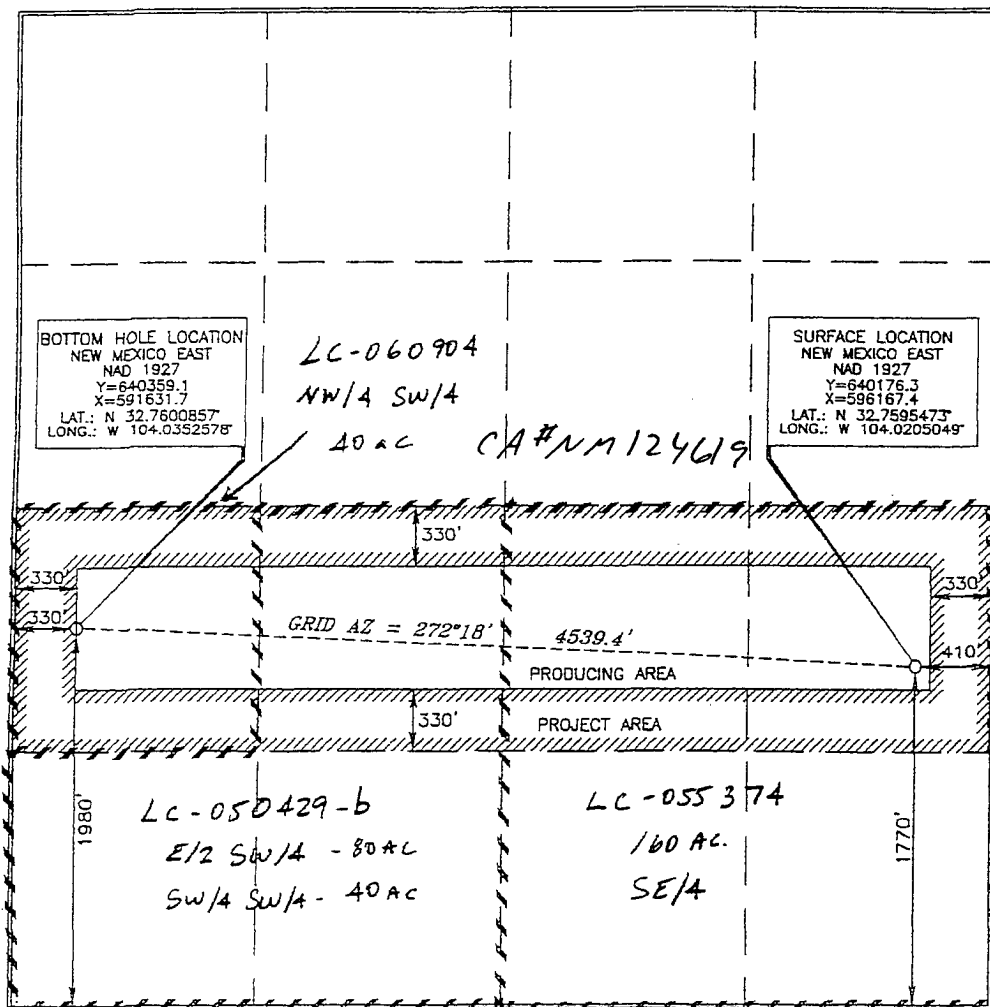 BOTTOM HOLE LOCATION
NEW MEXICO EAST
NAD 1927
Y=640359.1
X=591631.7
LAT.: N 32.7600857°
LONG.: W 104.0352578°
LC-060904
NW/4 SW/4
40 ac
CA#NM124619
SURFACE LOCATION
NEW MEXICO EAST
NAD 1927
Y=640176.3
X=596167.4
LAT.: N 32.7595473°
LONG.: W 104.0205049°
330'
330'
330'
330'
GRID AZ = 272°18'
4539.4'
410'
PRODUCING AREA
330'
PROJECT AREA
1980'
1770'
LC-050429-b
E/2 SW/4 - 80 AC
SW/4 SW/4 - 40 AC
LC-055374
160 AC.
SE/4